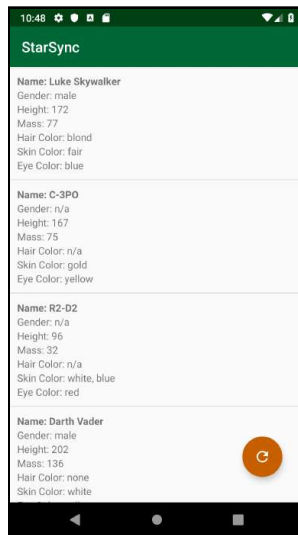 10:48
StarSync
Name: Luke Skywalker
Gender: male
Height: 172
Mass: 77
Hair Color: blond
Skin Color: fair
Eye Color: blue
Name: C-3PO
Gender: n/a
Height: 167
Mass: 75
Hair Color: n/a
Skin Color: gold
Eye Color: yellow
Name: R2-D2
Gender: n/a
Height: 96
Mass: 32
Hair Color: n/a
Skin Color: white, blue
Eye Color: red
Name: Darth Vader
Gender: male
Height: 202
Mass: 136
Hair Color: none
Skin Color: white